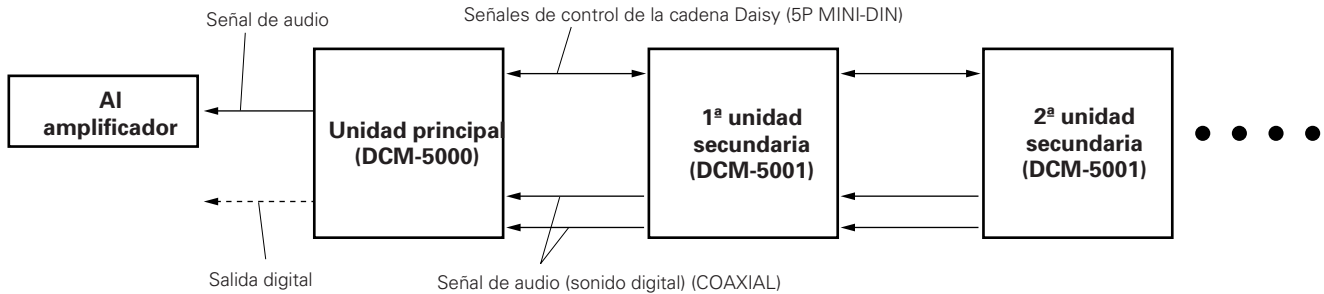 Señal de audio
Señales de control de la cadena Daisy (5P MINI-DIN)
Al
amplificador
Unidad principal
(DCM-5000)
1ª unidad
secundaria
(DCM-5001)
2ª unidad
secundaria
(DCM-5001)
Salida digital
Señal de audio (sonido digital) (COAXIAL)